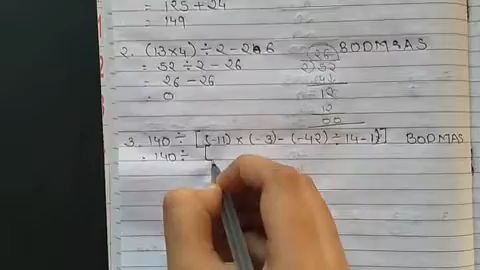 = 125 + 24
= 149
2. (13×4) ÷ 2 - 26 BODMAS
= 52 ÷ 2 - 26
= 26 - 26
= 0
26
2)52
12
12
00
3. 140 ÷ [(-11) × (-3) - (-42) ÷ 14 - 1)] BODMAS
= 140 ÷ [